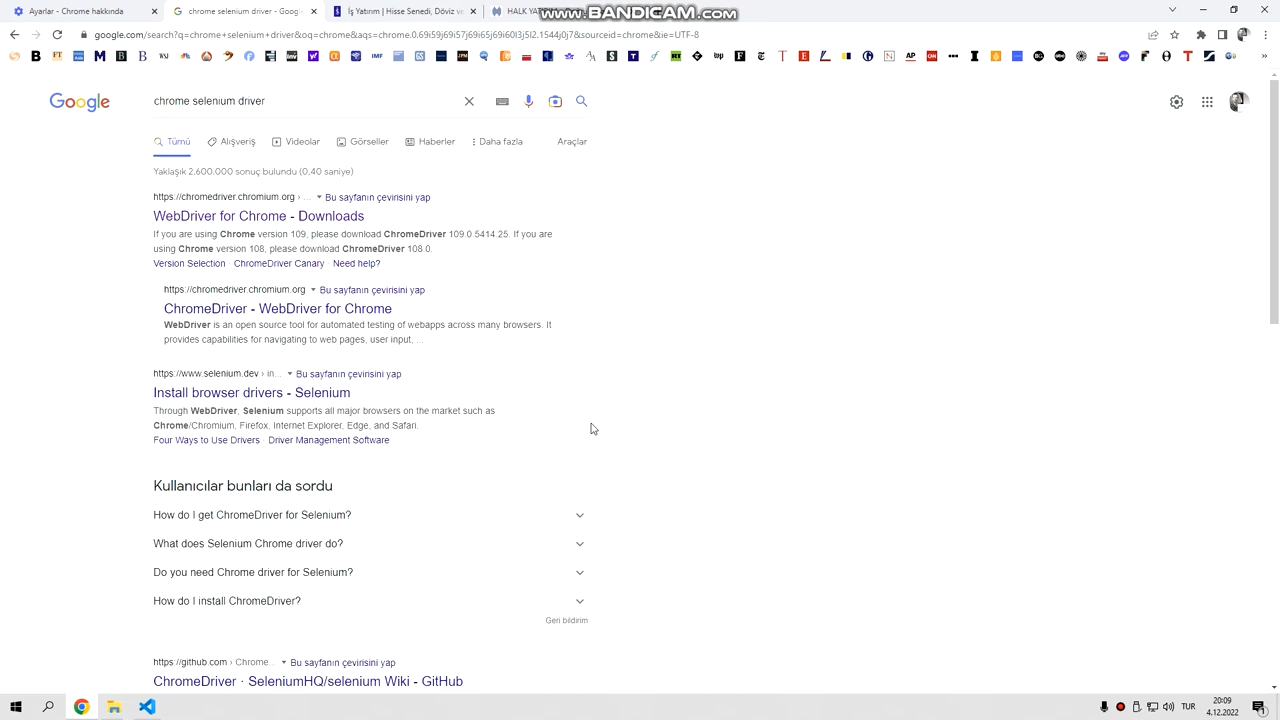 Ayarlar - Chrome hakkında
chrome selenium driver - Googl
İş Yatırım | Hisse Senedi, Döviz v
HALK YAT
www.BANDICAM.com
google.com/search?q=chrome+selenium+driver&oq=chrome&aqs=chrome.0.69i59j69i57j69i65j69i60l3j5l2.1544j0j7&sourceid=chrome&ie=UTF-8
Google
chrome selenium driver
Tümü
Alışveriş
Videolar
Görseller
Haberler
Daha fazla
Araçlar
Yaklaşık 2.600.000 sonuç bulundu (0,40 saniye)
https://chromedriver.chromium.org › ...
Bu sayfanın çevirisini yap
WebDriver for Chrome - Downloads
If you are using Chrome version 109, please download ChromeDriver 109.0.5414.25. If you are
using Chrome version 108, please download ChromeDriver 108.0.
Version Selection · ChromeDriver Canary · Need help?
https://chromedriver.chromium.org
Bu sayfanın çevirisini yap
ChromeDriver - WebDriver for Chrome
WebDriver is an open source tool for automated testing of webapps across many browsers. It
provides capabilities for navigating to web pages, user input, ...
https://www.selenium.dev › in...
Bu sayfanın çevirisini yap
Install browser drivers - Selenium
Through WebDriver, Selenium supports all major browsers on the market such as
Chrome/Chromium, Firefox, Internet Explorer, Edge, and Safari.
Four Ways to Use Drivers · Driver Management Software
Kullanıcılar bunları da sordu
How do I get ChromeDriver for Selenium?
What does Selenium Chrome driver do?
Do you need Chrome driver for Selenium?
How do I install ChromeDriver?
Geri bildirim
https://github.com › Chrome...
Bu sayfanın çevirisini yap
ChromeDriver · SeleniumHQ/selenium Wiki - GitHub
TUR
20:09
4.12.2022